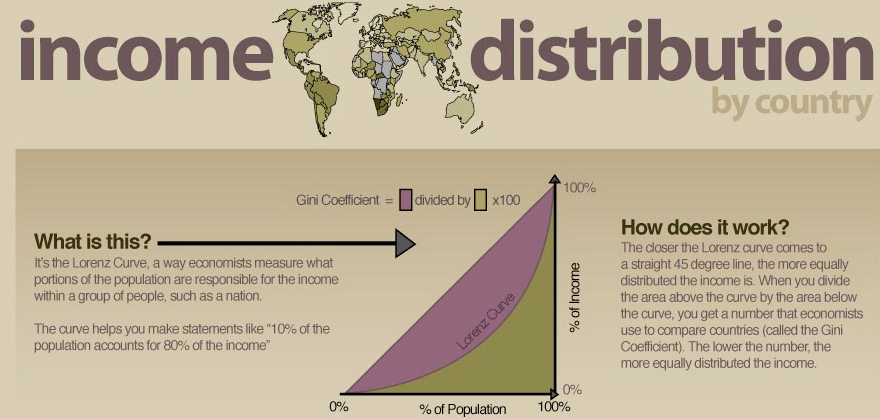 income distribution
by country
Gini Coefficient = divided by x100
100%
What is this?
It's the Lorenz Curve, a way economists measure what
portions of the population are responsible for the income
within a group of people, such as a nation.
The curve helps you make statements like “10% of the
population accounts for 80% of the income”
Lorenz Curve
% of Income
0%
0%
% of Population
100%
How does it work?
The closer the Lorenz curve comes to
a straight 45 degree line, the more equally
distributed the income is. When you divide
the area above the curve by the area below
the curve, you get a number that economists
use to compare countries (called the Gini
Coefficient). The lower the number, the
more equally distributed the income.